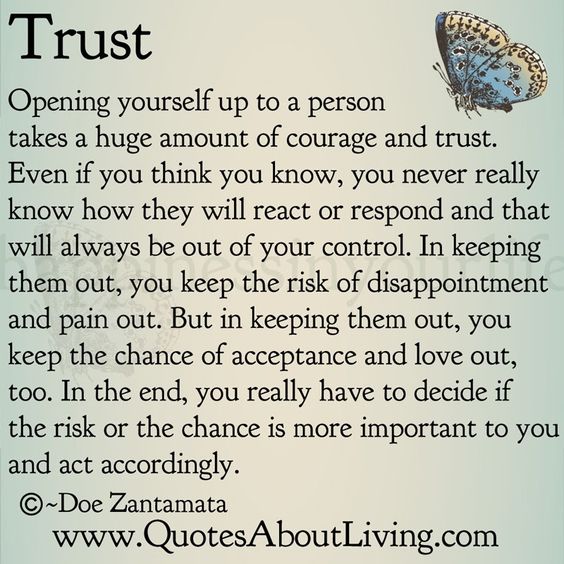 Trust
Opening yourself up to a person
takes a huge amount of courage and trust.
Even if you think you know, you never really
know how they will react or respond and that
will always be out of your control. In keeping
them out, you keep the risk of disappointment
and pain out. But in keeping them out, you
keep the chance of acceptance and love out,
too. In the end, you really have to decide if
the risk or the chance is more important to you
and act accordingly.
©~Doe Zantamata
www.QuotesAboutLiving.com
happinessinyourlife